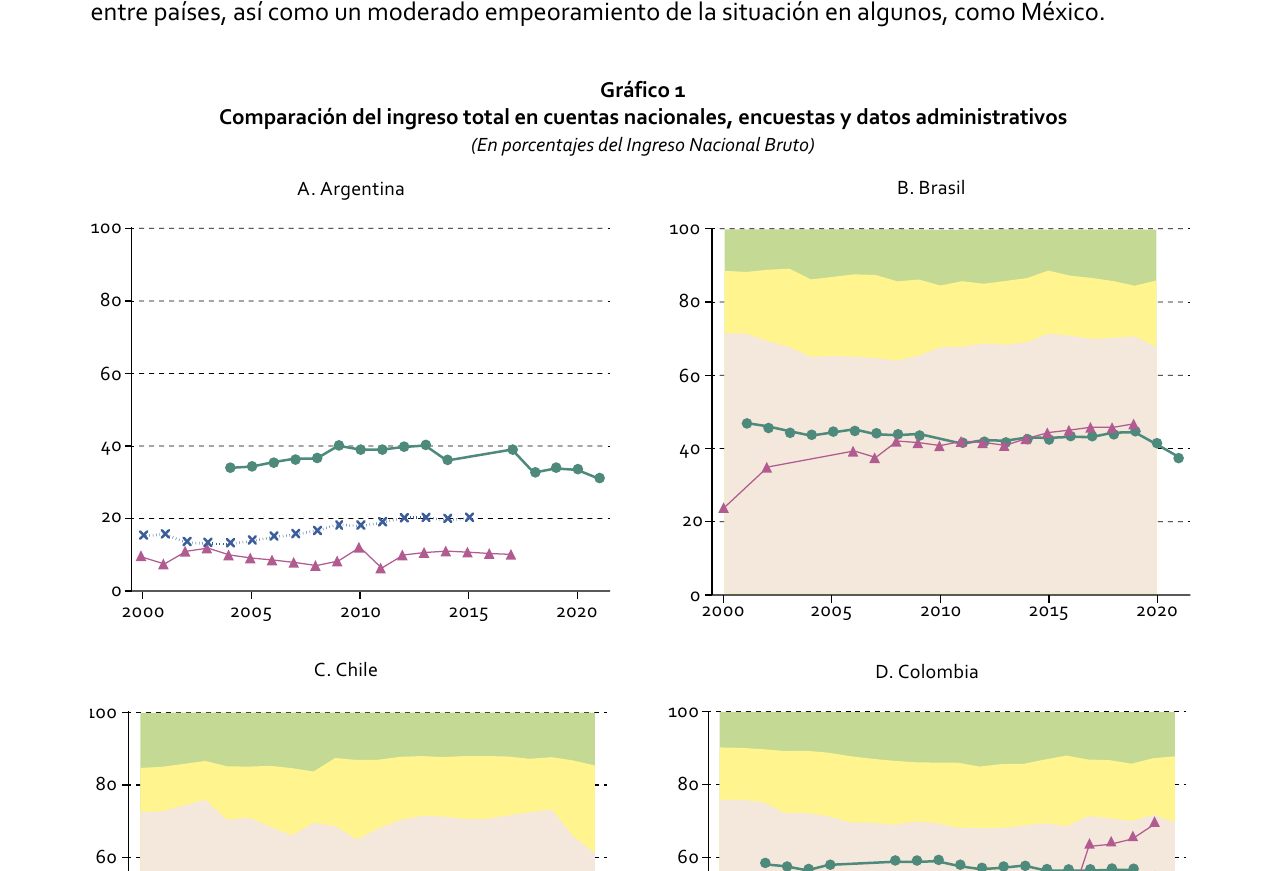 entre países, así como un moderado empeoramiento de la situación en algunos, como México.
Gráfico 1
Comparación del ingreso total en cuentas nacionales, encuestas y datos administrativos
(En porcentajes del Ingreso Nacional Bruto)
A. Argentina
100
80
60
40
20
0
2000 2005 2010 2015 2020
B. Brasil
100
80
60
40
20
0
2000 2005 2010 2015 2020
C. Chile
100
80
60
D. Colombia
100
80
60